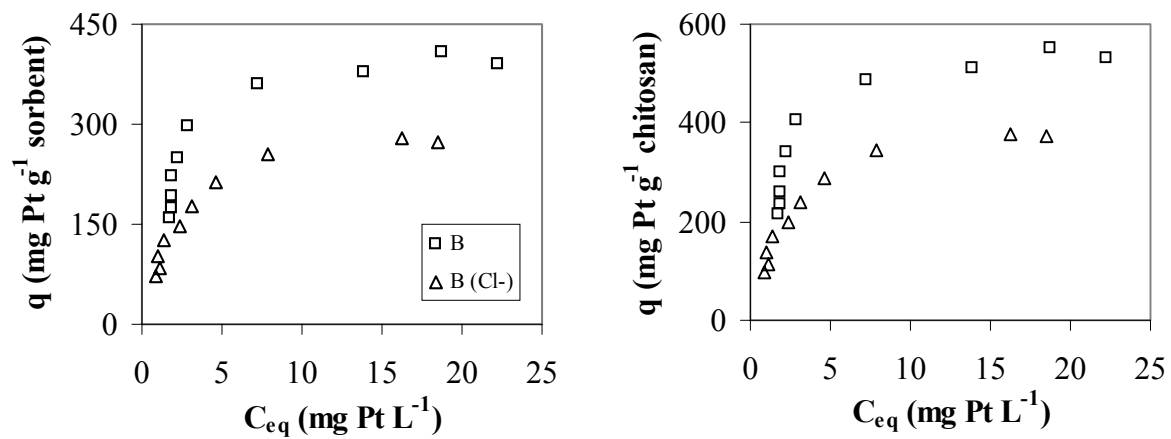 q (mg Pt g-1 sorbent)
450
300
150
0
0 5 10 15 20 25
Ceq (mg Pt L-1)
B
B (Cl-)
q (mg Pt g-1 chitosan)
600
400
200
0
0 5 10 15 20 25
Ceq (mg Pt L-1)